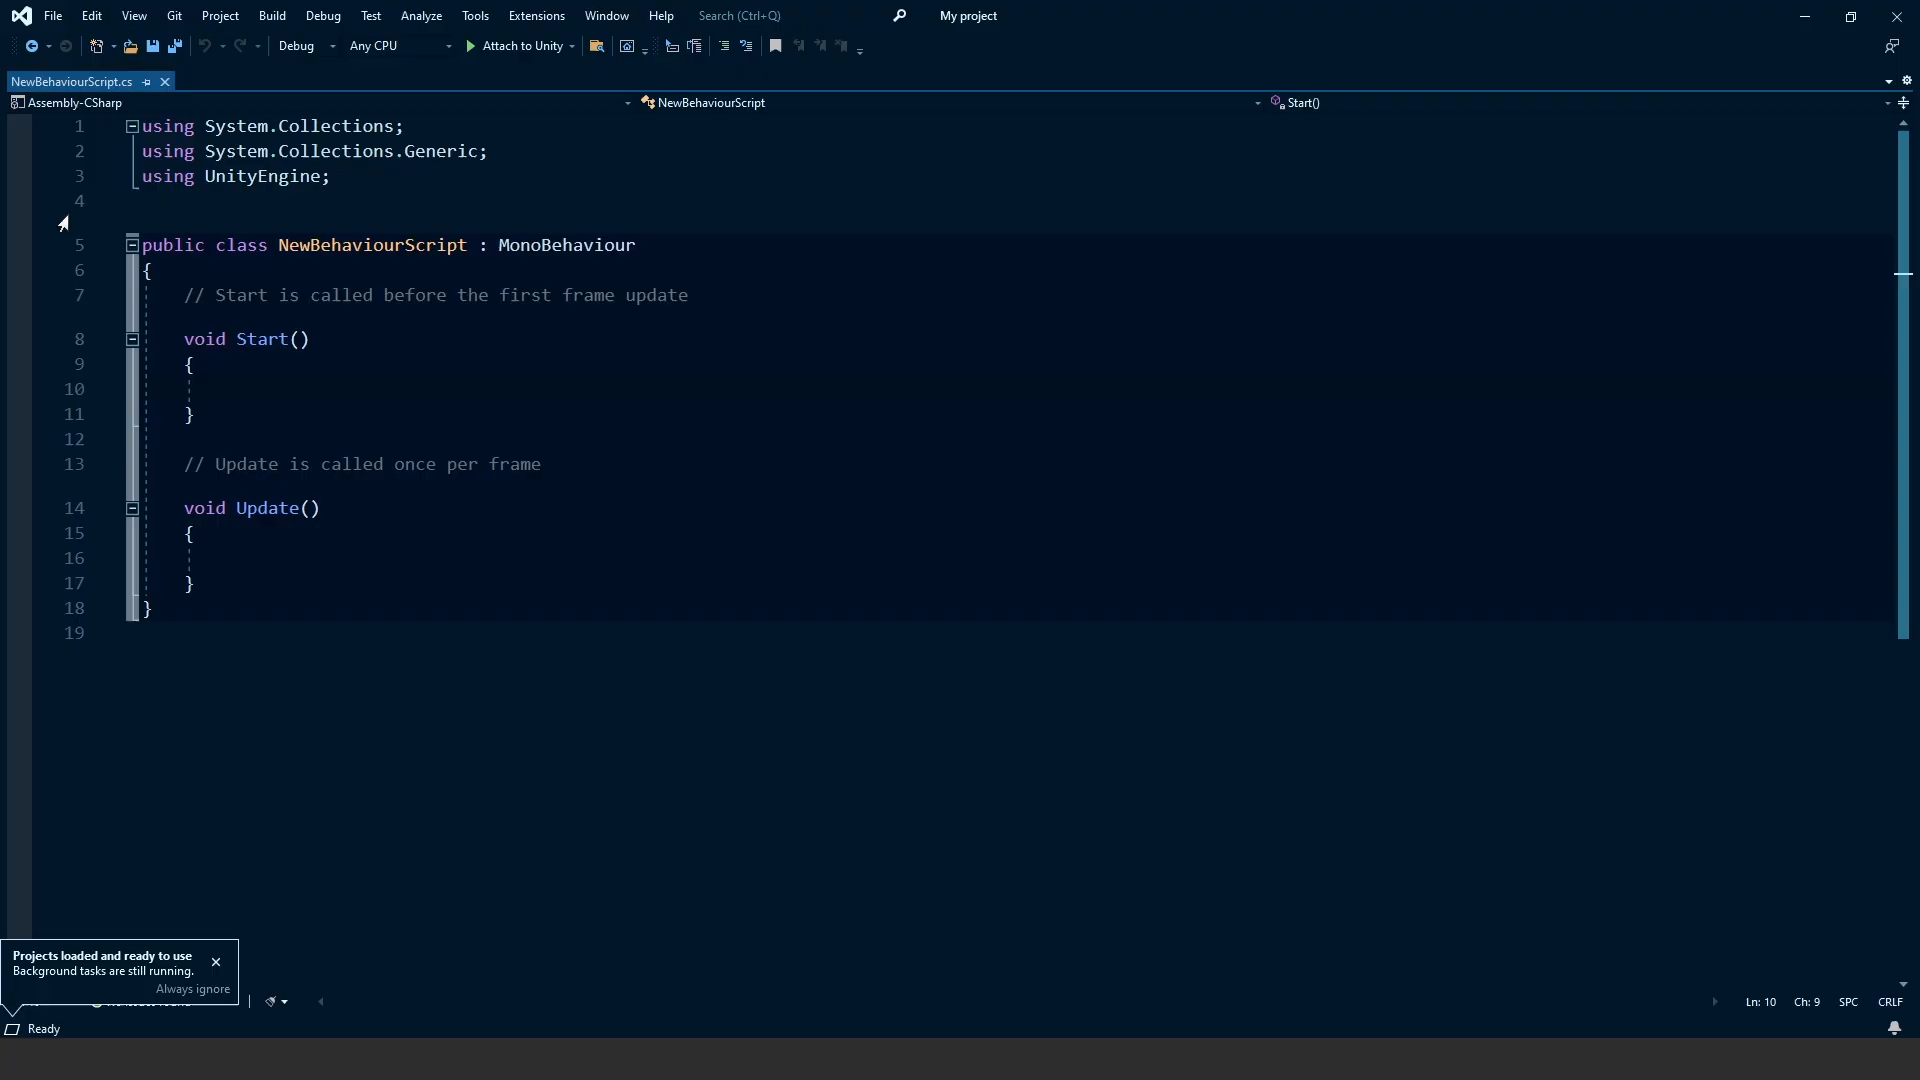 File Edit View Git Project Build Debug Test Analyze Tools Extensions Window Help Search (Ctrl+Q) My project
Debug Any CPU Attach to Unity
NewBehaviourScript.cs
Assembly-CSharp NewBehaviourScript Start()
1 using System.Collections;
2 using System.Collections.Generic;
3 using UnityEngine;
4
5 public class NewBehaviourScript : MonoBehaviour
6 {
7 // Start is called before the first frame update
8 void Start()
9 {
10
11 }
12
13 // Update is called once per frame
14 void Update()
15 {
16
17 }
18 }
19
Projects loaded and ready to use
Background tasks are still running.
Always ignore
Ln: 10 Ch: 9 SPC CRLF
Ready